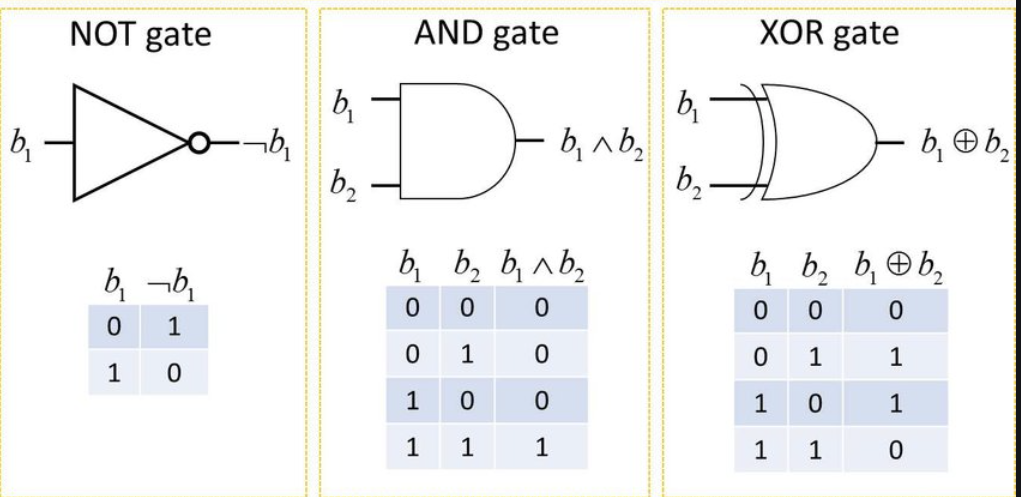 NOT gate
b₁
¬b₁
b₁ ¬b₁
0 1
1 0
AND gate
b₁
b₂
b₁ ∧ b₂
b₁ b₂ b₁ ∧ b₂
0 0 0
0 1 0
1 0 0
1 1 1
XOR gate
b₁
b₂
b₁ ⊕ b₂
b₁ b₂ b₁ ⊕ b₂
0 0 0
0 1 1
1 0 1
1 1 0